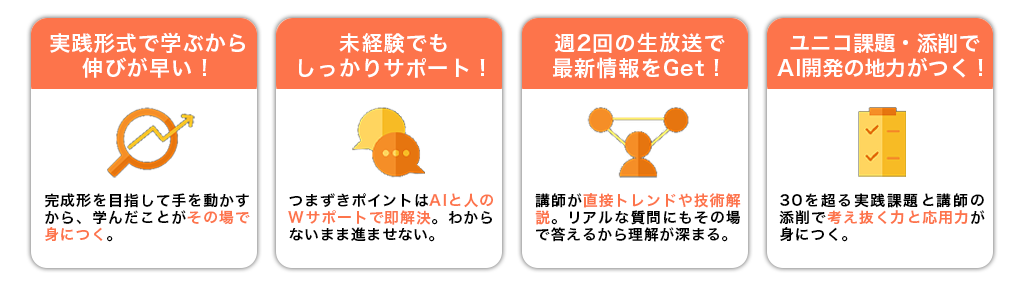 実践形式で学ぶから
伸びが早い！
完成形を目指して手を動かす
から、学んだことがその場で
身につく。
未経験でも
しっかりサポート！
つまずきポイントはAIと人の
Wサポートで即解決。わから
ないまま進ませない。
週2回の生放送で
最新情報をGet！
講師が直接トレンドや技術解
説。リアルな質問にもその場
で答えるから理解が深まる。
ユニコ課題・添削で
AI開発の地力がつく！
30を超る実践課題と講師の
添削で考え抜く力と応用力が
身につく。